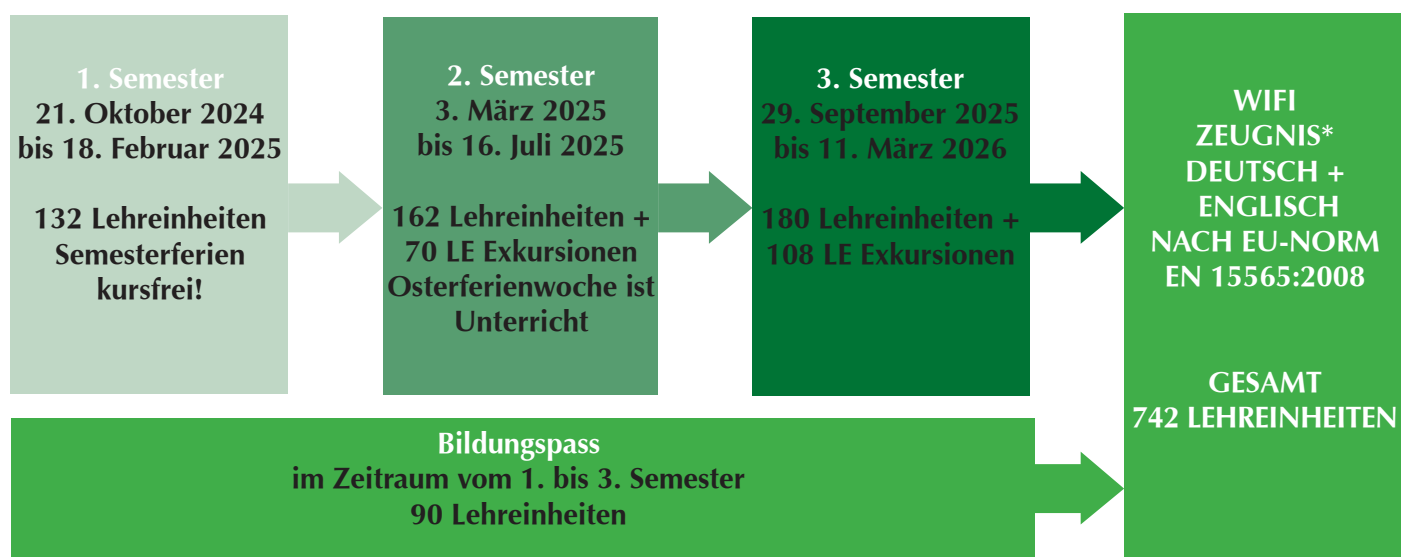 1. Semester
21. Oktober 2024
bis 18. Februar 2025
132 Lehreinheiten
Semesterferien
kursfrei!
2. Semester
3. März 2025
bis 16. Juli 2025
162 Lehreinheiten +
70 LE Exkursionen
Osterferienwoche ist
Unterricht
3. Semester
29. September 2025
bis 11. März 2026
180 Lehreinheiten +
108 LE Exkursionen
WIFI
ZEUGNIS*
DEUTSCH +
ENGLISCH
NACH EU-NORM
EN 15565:2008
GESAMT
742 LEHREINHEITEN
Bildungspass
im Zeitraum vom 1. bis 3. Semester
90 Lehreinheiten